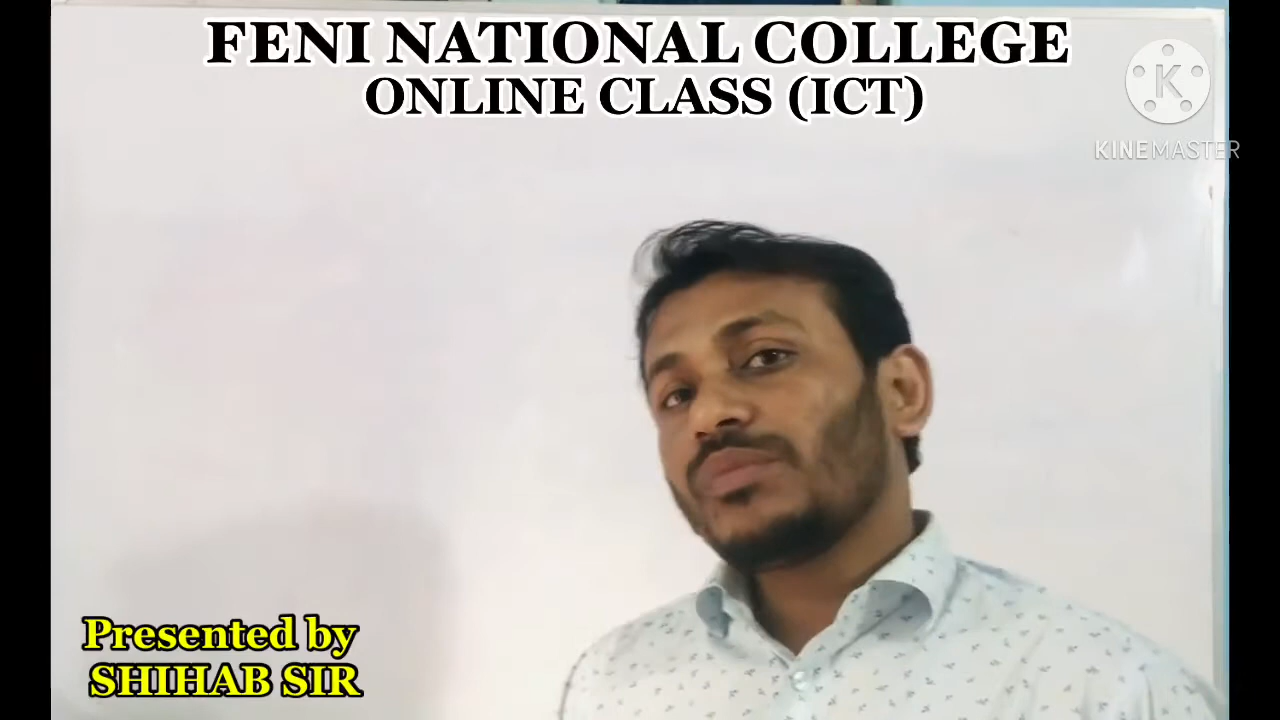 FENI NATIONAL COLLEGE
ONLINE CLASS (ICT)
K
KINEMASTER
Presented by
SHIHAB SIR